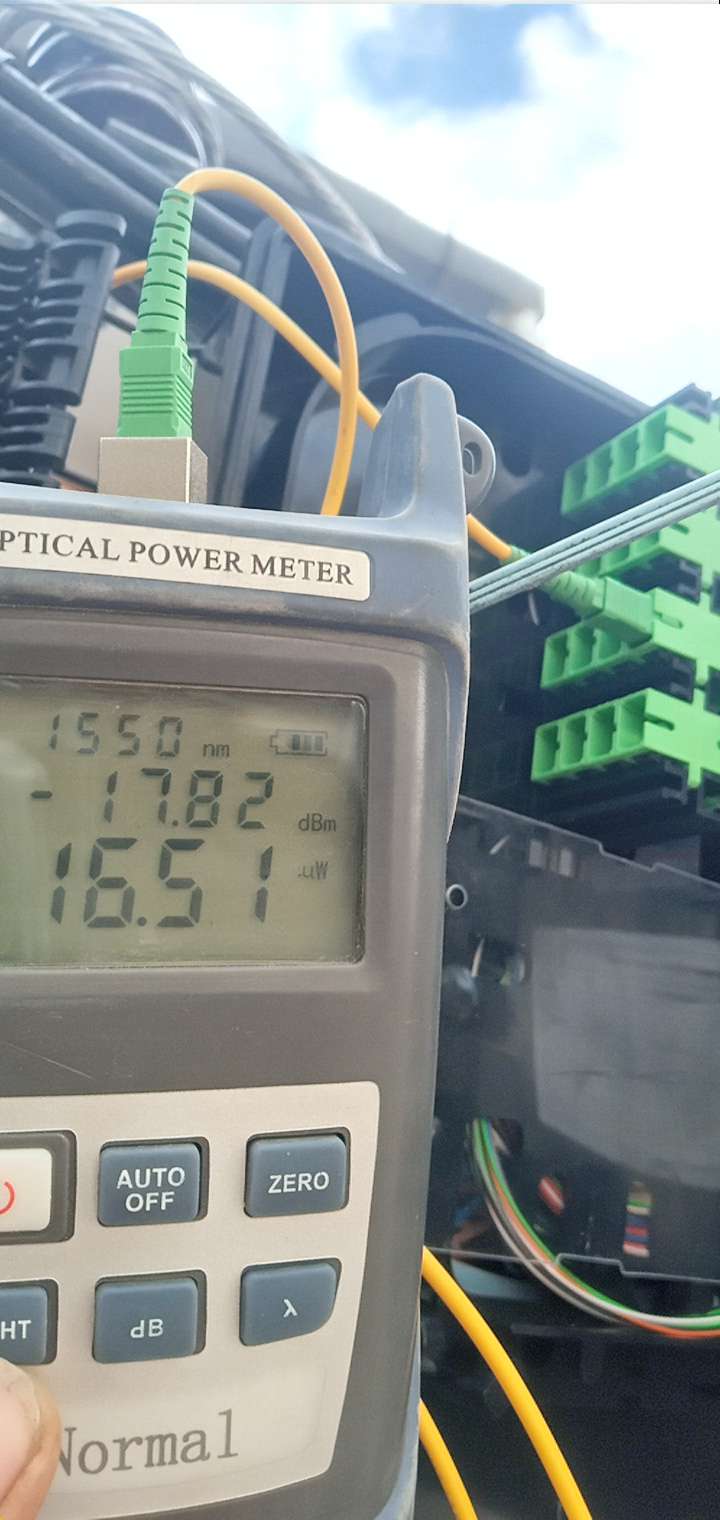 PTICAL POWER METER
1550 nm
-17.82 dBm
16.51 uW
AUTO OFF
ZERO
HT
dB
λ
Normal